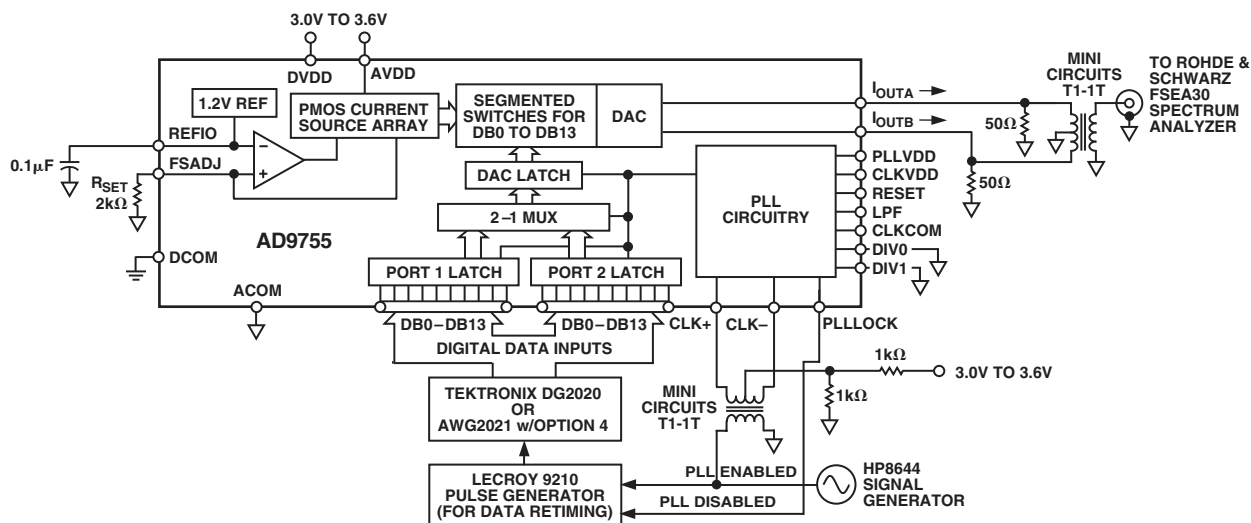 3.0V TO 3.6V
DVDD
AVDD
1.2V REF
PMOS CURRENT
SOURCE ARRAY
SEGMENTED
SWITCHES FOR
DB0 TO DB13
DAC
IOUTA
IOUTB
MINI
CIRCUITS
T1-1T
TO ROHDE &
SCHWARZ
FSEA30
SPECTRUM
ANALYZER
REFIO
0.1µF
FSADJ
RSET
2kΩ
−
+
50Ω
50Ω
DAC LATCH
2–1 MUX
PLL
CIRCUITRY
PLLVDD
CLKVDD
RESET
LPF
CLKCOM
DIV0
DIV1
AD9755
DCOM
ACOM
PORT 1 LATCH
PORT 2 LATCH
DB0–DB13
DB0–DB13
CLK+
CLK–
PLLLOCK
DIGITAL DATA INPUTS
1kΩ
3.0V TO 3.6V
1kΩ
TEKTRONIX DG2020
OR
AWG2021 w/OPTION 4
MINI
CIRCUITS
T1-1T
LECROY 9210
PULSE GENERATOR
(FOR DATA RETIMING)
PLL ENABLED
PLL DISABLED
HP8644
SIGNAL
GENERATOR